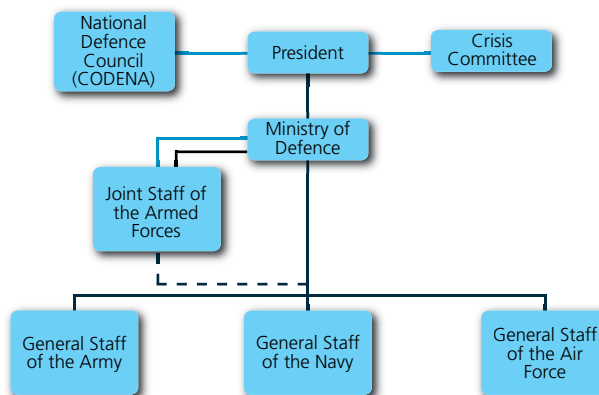 National
Defence
Council
(CODENA)
President
Crisis
Committee
Ministry of
Defence
Joint Staff of
the Armed
Forces
General Staff
of the Army
General Staff
of the Navy
General Staff
of the Air
Force